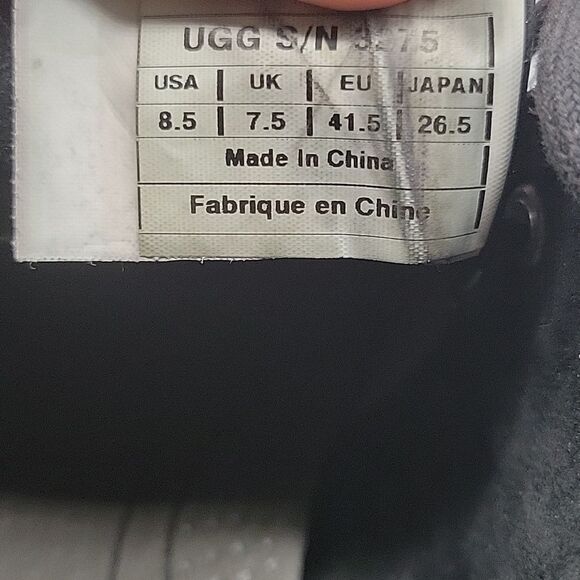 UGG S/N
USA | UK | EU | JAPAN
8.5 | 7.5 | 41.5 | 26.5
Made In China
Fabrique en Chine